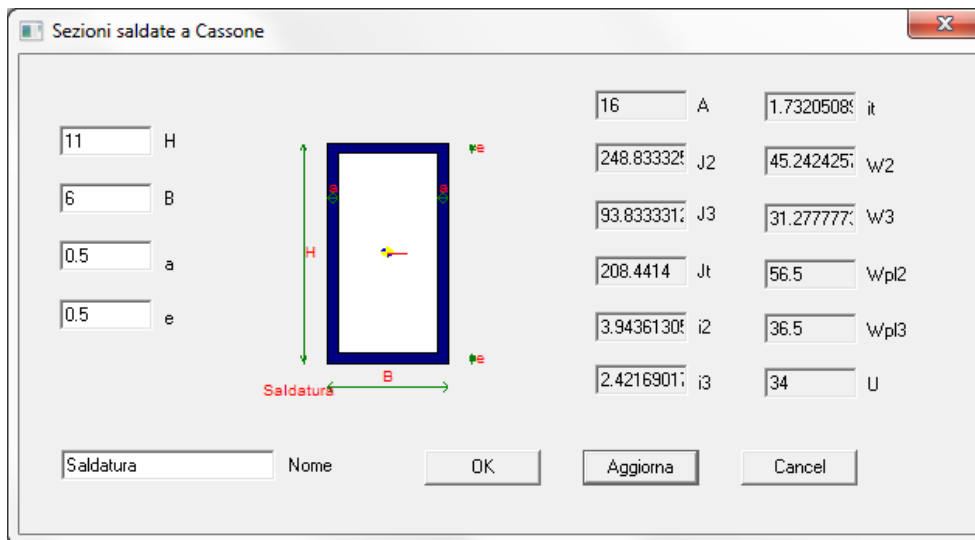 Sezioni saldate a Cassone
11 H
6 B
0.5 a
0.5 e
e
a a
H
e
B
Saldatura
16 A
248.833325 J2
93.8333312 J3
208.4414 Jt
3.94361305 i2
2.42169017 i3
1.73205089 it
45.2424257 W2
31.2777773 W3
56.5 Wpl2
36.5 Wpl3
34 U
Saldatura Nome
OK Aggiorna Cancel